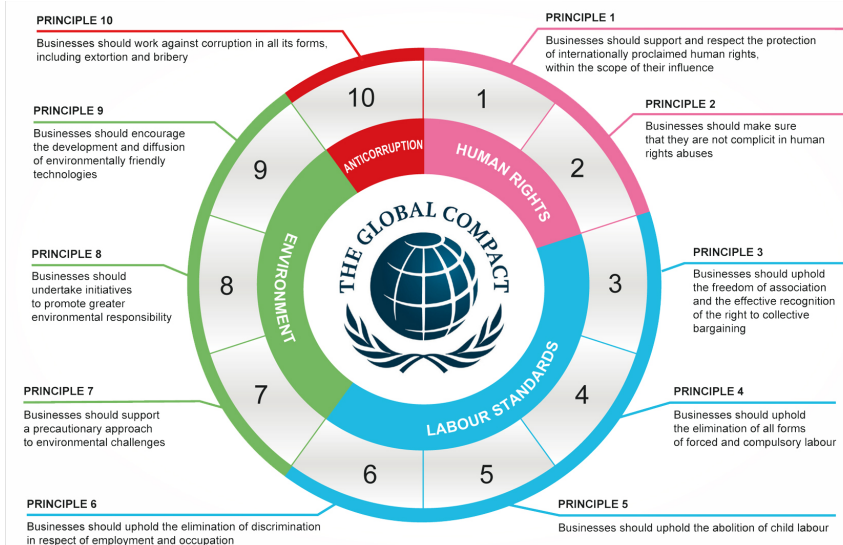 PRINCIPLE 10
Businesses should work against corruption in all its forms,
including extortion and bribery
PRINCIPLE 1
Businesses should support and respect the protection
of internationally proclaimed human rights,
within the scope of their influence
PRINCIPLE 9
Businesses should encourage
the development and diffusion
of environmentally friendly
technologies
PRINCIPLE 2
Businesses should make sure
that they are not complicit in human
rights abuses
PRINCIPLE 8
Businesses should
undertake initiatives
to promote greater
environmental responsibility
PRINCIPLE 3
Businesses should uphold
the freedom of association
and the effective recognition
of the right to collective
bargaining
PRINCIPLE 7
Businesses should support
a precautionary approach
to environmental challenges
PRINCIPLE 4
Businesses should uphold
the elimination of all forms
of forced and compulsory labour
PRINCIPLE 6
Businesses should uphold the elimination of discrimination
in respect of employment and occupation
PRINCIPLE 5
Businesses should uphold the abolition of child labour
10
1
2
3
4
5
6
7
8
9
ANTICORRUPTION
HUMAN RIGHTS
LABOUR STANDARDS
ENVIRONMENT
THE GLOBAL COMPACT